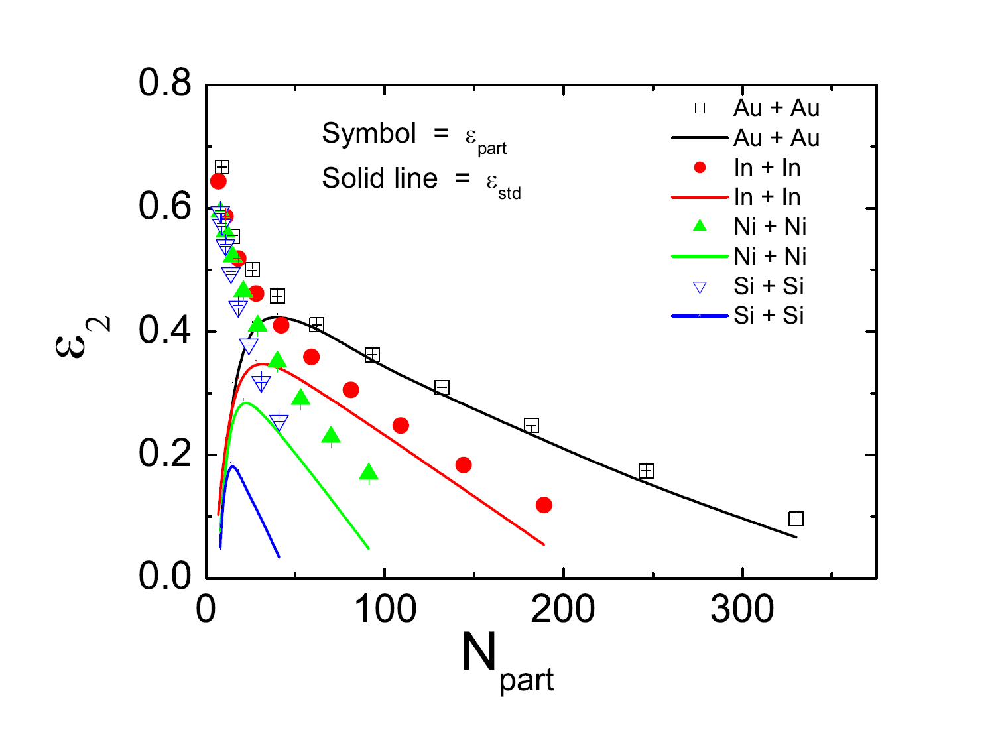 0.8
0.6
0.4
0.2
0.0
ε2
Symbol = εpart
Solid line = εstd
Au + Au
Au + Au
In + In
In + In
Ni + Ni
Ni + Ni
Si + Si
Si + Si
0 100 200 300
Npart